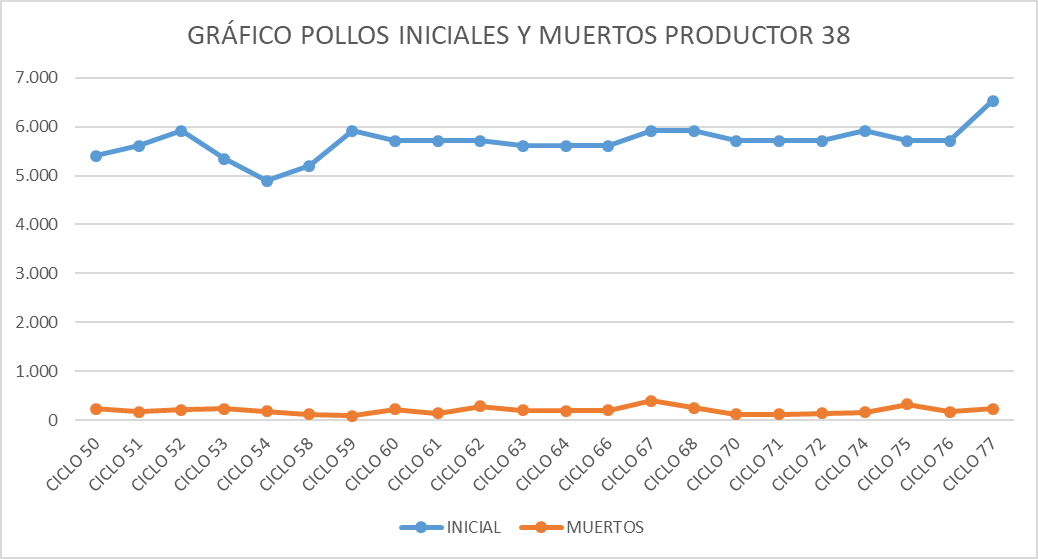 GRÁFICO POLLOS INICIALES Y MUERTOS PRODUCTOR 38
7.000
6.000
5.000
4.000
3.000
2.000
1.000
0
CICLO 50
CICLO 51
CICLO 52
CICLO 53
CICLO 54
CICLO 58
CICLO 59
CICLO 60
CICLO 61
CICLO 62
CICLO 63
CICLO 64
CICLO 66
CICLO 67
CICLO 68
CICLO 70
CICLO 71
CICLO 72
CICLO 74
CICLO 75
CICLO 76
CICLO 77
INICIAL
MUERTOS